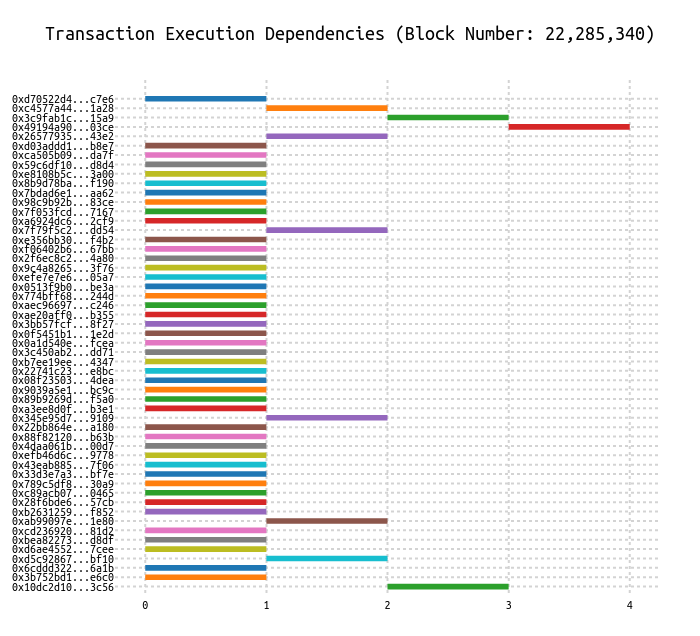 Transaction Execution Dependencies (Block Number: 22,285,340)
0xd70522d4...c7e6
0xc4577a44...1a28
0x3c9fab1c...15a9
0x49194a90...03ce
0x26577935...43e2
0xd03addd1...b8e7
0xca505b09...da7f
0x59c6df10...d8d4
0xe8108b5c...3a00
0x8b9d78ba...f190
0x7bdad6e1...aa62
0x98c9b92b...83ce
0x7f053fcd...7167
0xa6924dc6...2cf9
0x7f79f5c2...dd54
0xe356bb30...f4b2
0xf06402b6...67bb
0x2f6ec8c2...4a80
0x9c4a8265...3f76
0xefe7e7e6...05a7
0x0513f9b0...be3a
0x774bff68...244d
0xaec96697...c246
0xae20aff0...b355
0x3bb57fcf...8f27
0x0f5451b1...1e2d
0x0a1d540e...fcea
0x3c450ab2...dd71
0xb7ee19ee...4347
0x22741c23...e8bc
0x08f23503...4dea
0x9039a5e1...bc9c
0x89b9269d...f5a0
0xa3ee8d0f...b3e1
0x345e95d7...9109
0x22bb864e...a180
0x88f82120...b63b
0x4daa061b...00d7
0xefb46d6c...9778
0x43eab885...7f06
0x33d3e7a3...bf7e
0x789c5df8...30a9
0xc89acb07...0465
0x28f6bde6...57cb
0xb2631259...f852
0xab99097e...1e80
0xcd236920...81d2
0xbea82273...d8df
0xd6ae4552...7cee
0xd5c92867...bf10
0x6cddd322...6a1b
0x3b752bd1...e6c0
0x10dc2d10...3c56
0 1 2 3 4